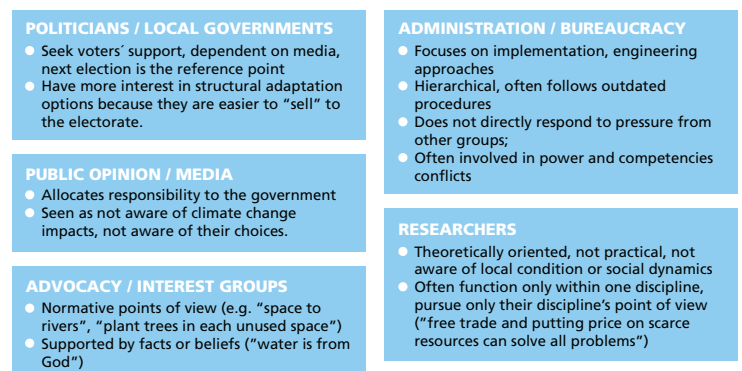 POLITICIANS / LOCAL GOVERNMENTS
● Seek voters´ support, dependent on media,
next election is the reference point
● Have more interest in structural adaptation
options because they are easier to “sell” to
the electorate.
PUBLIC OPINION / MEDIA
● Allocates responsibility to the government
● Seen as not aware of climate change
impacts, not aware of their choices.
ADVOCACY / INTEREST GROUPS
● Normative points of view (e.g. “space to
rivers”, “plant trees in each unused space”)
● Supported by facts or beliefs (”water is from
God”)
ADMINISTRATION / BUREAUCRACY
● Focuses on implementation, engineering
approaches
● Hierarchical, often follows outdated
procedures
● Does not directly respond to pressure from
other groups;
● Often involved in power and competencies
conflicts
RESEARCHERS
● Theoretically oriented, not practical, not
aware of local condition or social dynamics
● Often function only within one discipline,
pursue only their discipline’s point of view
(”free trade and putting price on scarce
resources can solve all problems”)